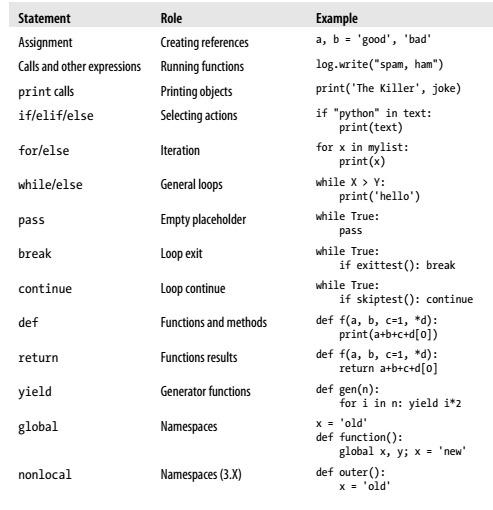 Statement Role Example
Assignment Creating references a, b = 'good', 'bad'
Calls and other expressions Running functions log.write("spam, ham")
print calls Printing objects print('The Killer', joke)
if/elif/else Selecting actions if "python" in text:
print(text)
for/else Iteration for x in mylist:
print(x)
while/else General loops while X > Y:
print('hello')
pass Empty placeholder while True:
pass
break Loop exit while True:
if exittest(): break
continue Loop continue while True:
if skiptest(): continue
def Functions and methods def f(a, b, c=1, *d):
print(a+b+c+d[0])
return Functions results def f(a, b, c=1, *d):
return a+b+c+d[0]
yield Generator functions def gen(n):
for i in n: yield i*2
global Namespaces x = 'old'
def function():
global x, y; x = 'new'
nonlocal Namespaces (3.X) def outer():
x = 'old'